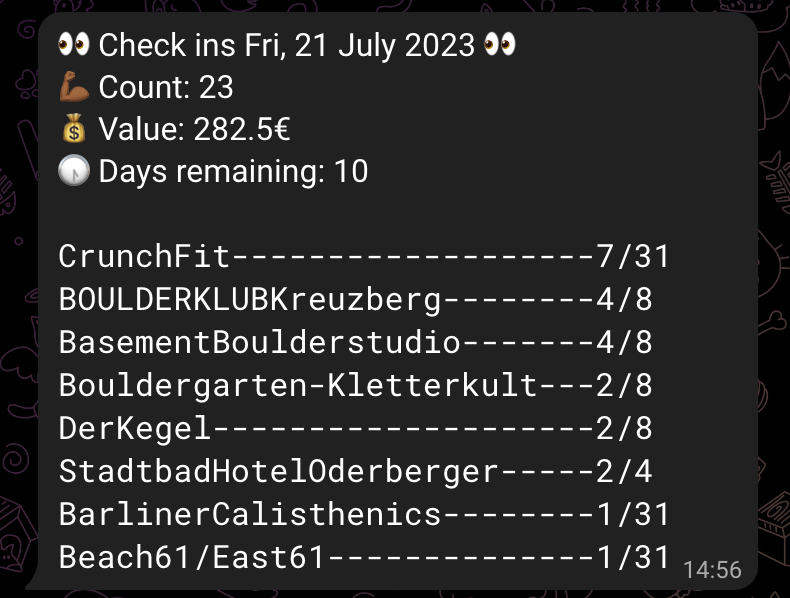 👀 Check ins Fri, 21 July 2023 👀
💪🏾 Count: 23
💰 Value: 282.5€
🕠 Days remaining: 10
CrunchFit-------------------7/31
BOULDERKLUBKreuzberg--------4/8
BasementBoulderstudio-------4/8
Bouldergarten-Kletterkult---2/8
DerKegel--------------------2/8
StadtbadHotelOderberger-----2/4
BarlinerCalisthenics--------1/31
Beach61/East61--------------1/31
14:56